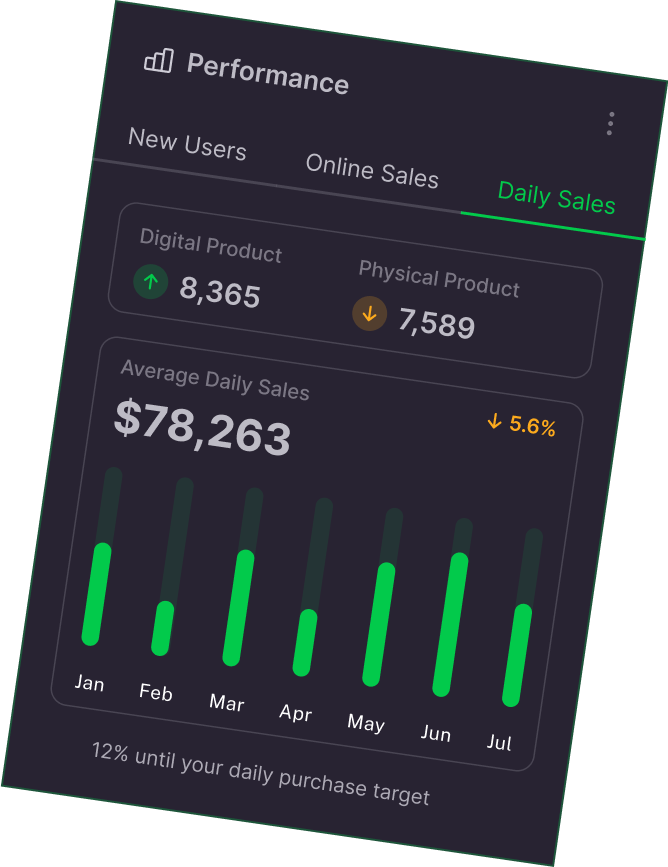 Performance
New Users
Online Sales
Daily Sales
Digital Product
8,365
Physical Product
7,589
Average Daily Sales
$78,263
5.6%
Jan
Feb
Mar
Apr
May
Jun
Jul
12% until your daily purchase target